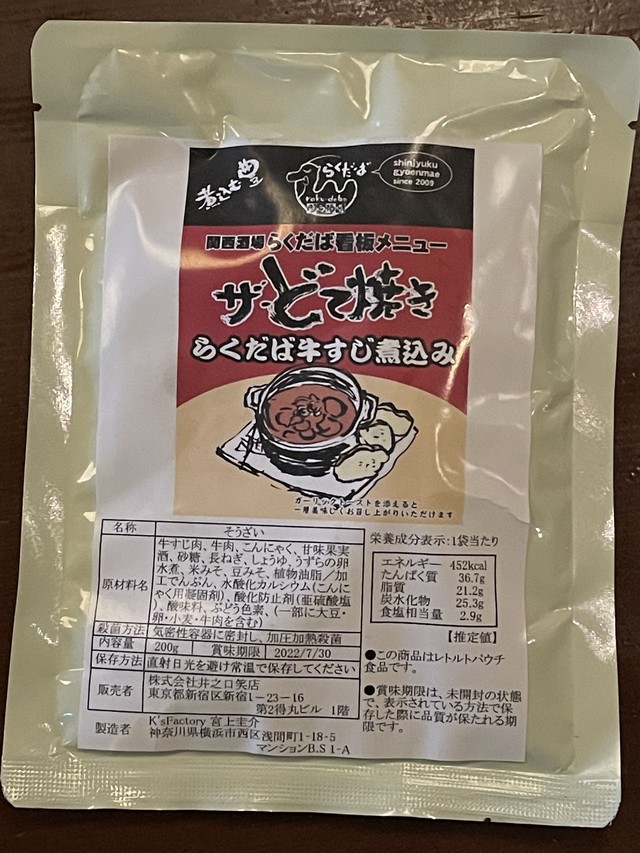 煮込む
らくだば
rakudaba
shinjyuku
gyoenmae
since 2009
関西酒場らくだば看板メニュー
ザ・どて焼き
らくだば牛すじ煮込み
ガーリックトーストを添えると
一層美味しくお召し上がりいただけます
名称 そうざい
原材料名
牛すじ肉、牛肉、こんにゃく、甘味果実
酒、砂糖、長ねぎ、しょうゆ、うずらの卵
水煮、米みそ、豆みそ、植物油脂/加
工でんぷん、水酸化カルシウム(こんに
ゃく用凝固剤)、酸化防止剤(亜硫酸塩)
、酸味料、ぶどう色素、(一部に大豆・
卵・小麦・牛肉を含む)
殺菌方法 気密性容器に密封し、加圧加熱殺菌
内容量 200g 賞味期限 2022/7/30
保存方法 直射日光を避け常温で保存してください
販売者
株式会社井之口笑店
東京都新宿区新宿1-23-16
第2得丸ビル 1階
製造者
K'sFactory 宮上圭介
神奈川県横浜市西区浅間町1-18-5
マンションB.S 1-A
栄養成分表示:1袋当たり
エネルギー 452kcal
たんぱく質 36.7g
脂質 21.2g
炭水化物 25.3g
食塩相当量 2.9g
【推定値】
●この商品はレトルトパウチ
食品です。
●賞味期限は、未開封の状態
で、表示されている方法で保
存した際に品質が保たれる期
限です。